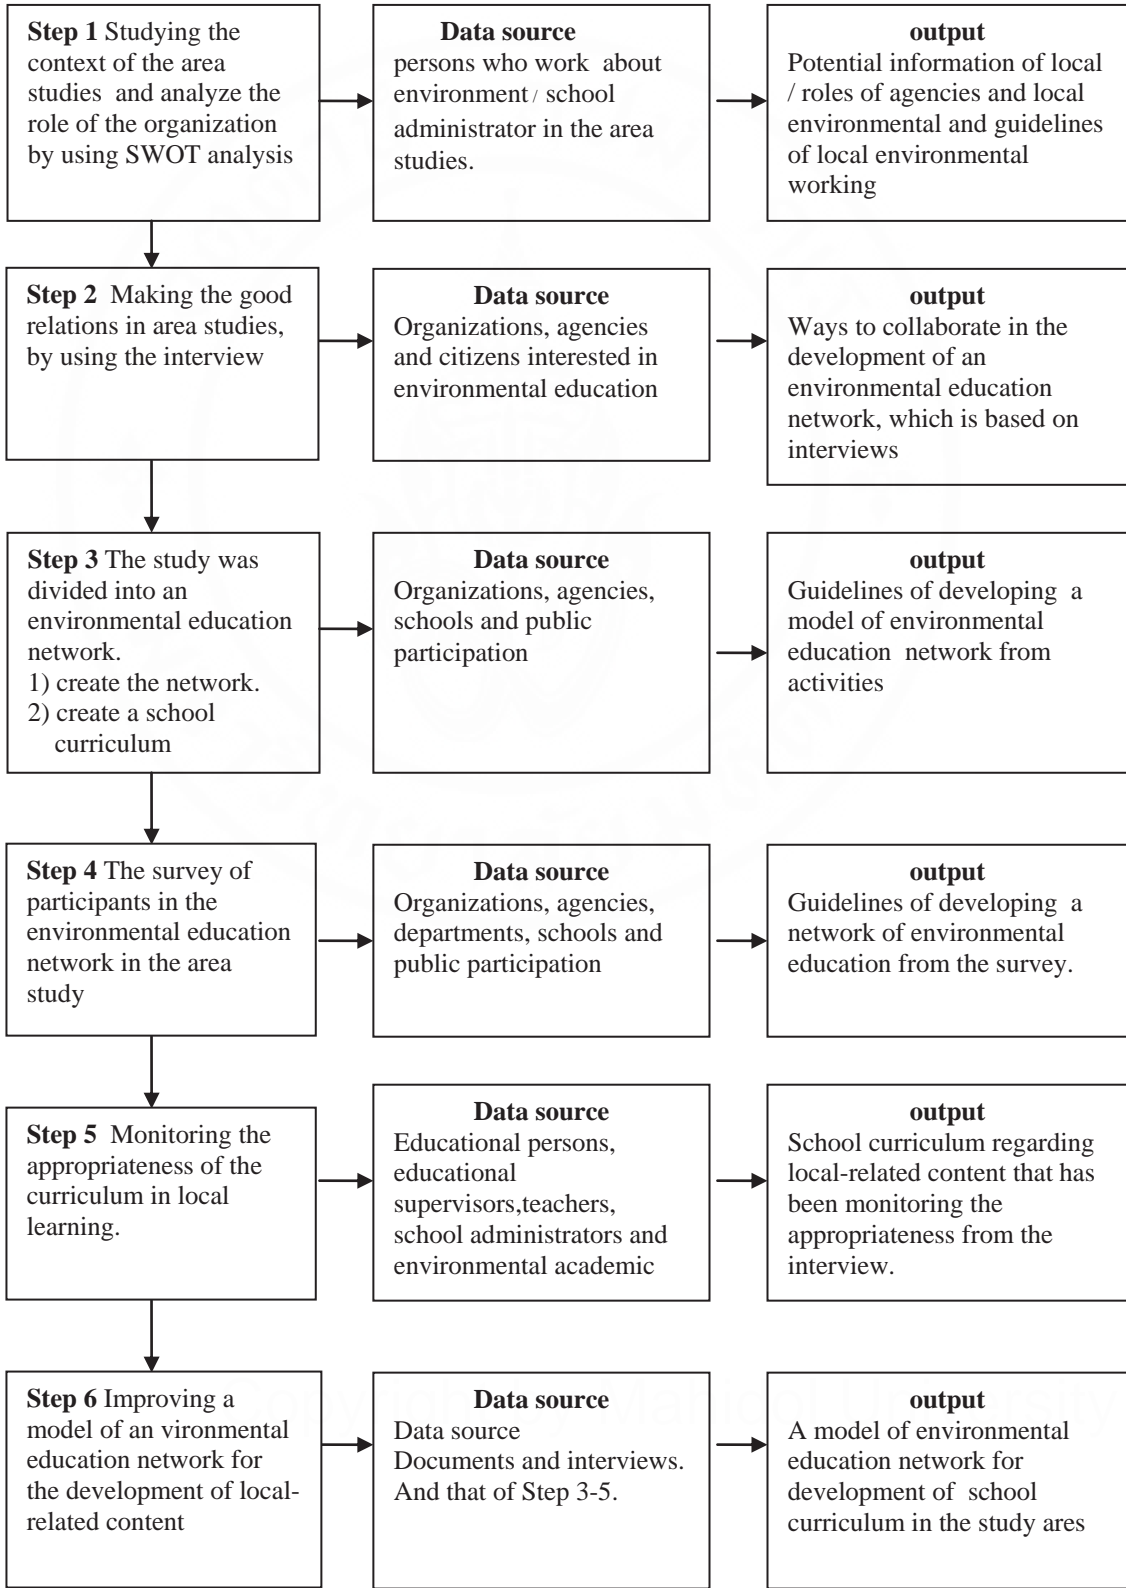 Step 1 Studying the
context of the area
studies and analyze the
role of the organization
by using SWOT analysis
Data source
persons who work about
environment / school
administrator in the area
studies.
output
Potential information of local
/ roles of agencies and local
environmental and guidelines
of local environmental
working
Step 2 Making the good
relations in area studies,
by using the interview
Data source
Organizations, agencies
and citizens interested in
environmental education
output
Ways to collaborate in the
development of an
environmental education
network, which is based on
interviews
Step 3 The study was
divided into an
environmental education
network.
1) create the network.
2) create a school
curriculum
Data source
Organizations, agencies,
schools and public
participation
output
Guidelines of developing a
model of environmental
education network from
activities
Step 4 The survey of
participants in the
environmental education
network in the area
study
Data source
Organizations, agencies,
departments, schools and
public participation
output
Guidelines of developing a
network of environmental
education from the survey.
Step 5 Monitoring the
appropriateness of the
curriculum in local
learning.
Data source
Educational persons,
educational
supervisors,teachers,
school administrators and
environmental academic
output
School curriculum regarding
local-related content that has
been monitoring the
appropriateness from the
interview.
Step 6 Improving a
model of an vironmental
education network for
the development of local-
related content
Data source
Data source
Documents and interviews.
And that of Step 3-5.
output
A model of environmental
education network for
development of school
curriculum in the study ares
Copyright by Mahidol University